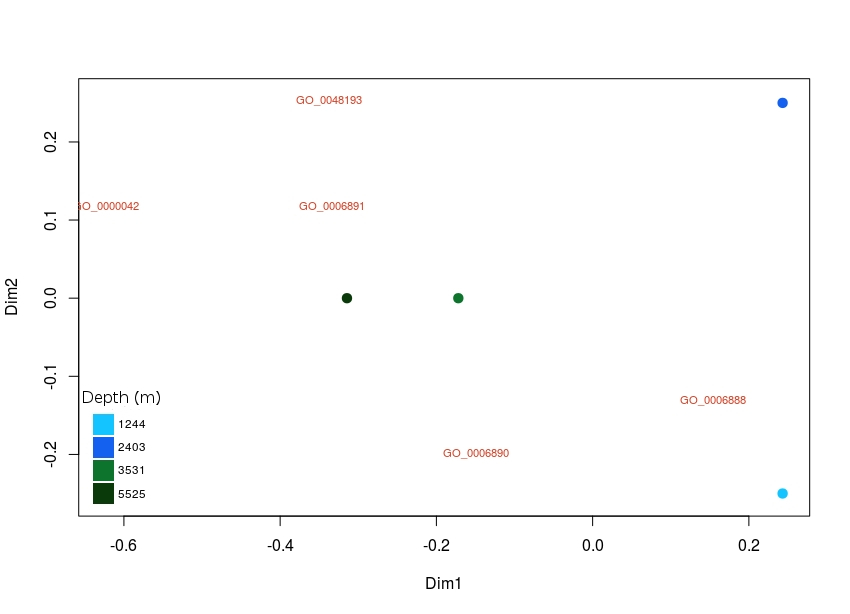 GO_0048193
GO_0000042
GO_0006891
GO_0006888
GO_0006890
Dim2
0.2
0.1
0.0
-0.1
-0.2
Depth (m)
1244
2403
3531
5525
-0.6
-0.4
-0.2
0.0
0.2
Dim1